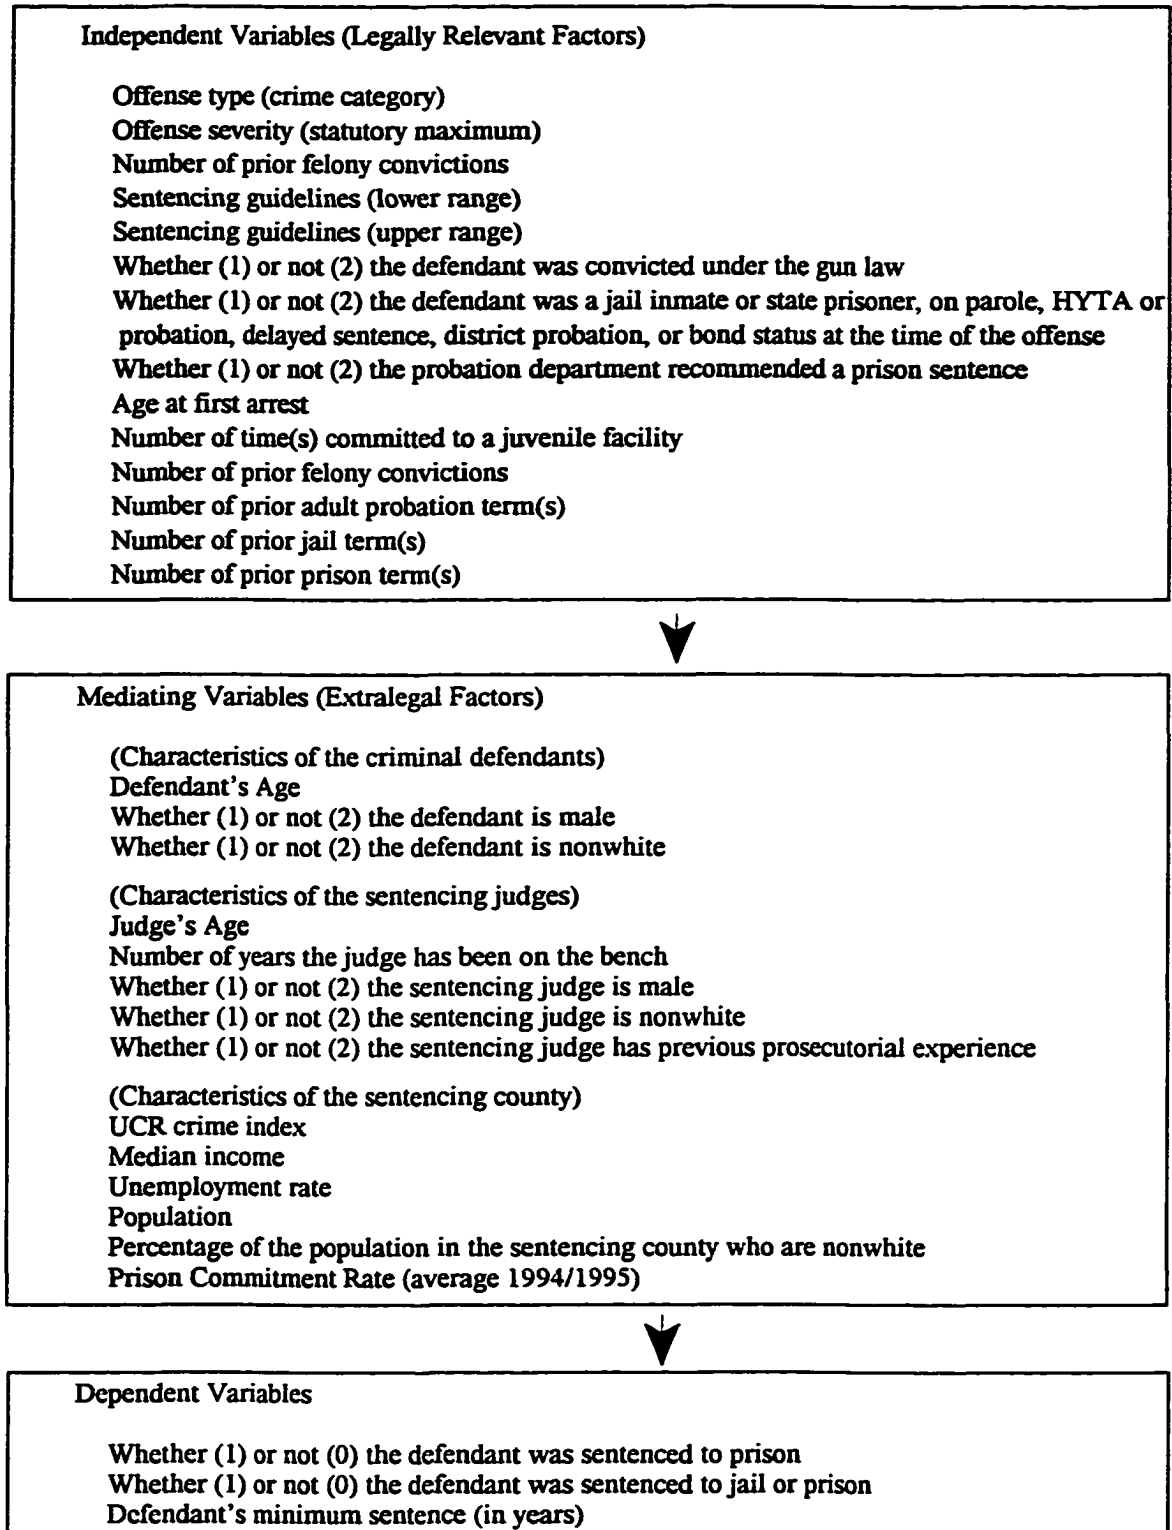 Independent Variables (Legally Relevant Factors)
Offense type (crime category)
Offense severity (statutory maximum)
Number of prior felony convictions
Sentencing guidelines (lower range)
Sentencing guidelines (upper range)
Whether (1) or not (2) the defendant was convicted under the gun law
Whether (1) or not (2) the defendant was a jail inmate or state prisoner, on parole, HYTA or
probation, delayed sentence, district probation, or bond status at the time of the offense
Whether (1) or not (2) the probation department recommended a prison sentence
Age at first arrest
Number of time(s) committed to a juvenile facility
Number of prior felony convictions
Number of prior adult probation term(s)
Number of prior jail term(s)
Number of prior prison term(s)
Mediating Variables (Extralegal Factors)
(Characteristics of the criminal defendants)
Defendant's Age
Whether (1) or not (2) the defendant is male
Whether (1) or not (2) the defendant is nonwhite
(Characteristics of the sentencing judges)
Judge's Age
Number of years the judge has been on the bench
Whether (1) or not (2) the sentencing judge is male
Whether (1) or not (2) the sentencing judge is nonwhite
Whether (1) or not (2) the sentencing judge has previous prosecutorial experience
(Characteristics of the sentencing county)
UCR crime index
Median income
Unemployment rate
Population
Percentage of the population in the sentencing county who are nonwhite
Prison Commitment Rate (average 1994/1995)
Dependent Variables
Whether (1) or not (0) the defendant was sentenced to prison
Whether (1) or not (0) the defendant was sentenced to jail or prison
Defendant's minimum sentence (in years)